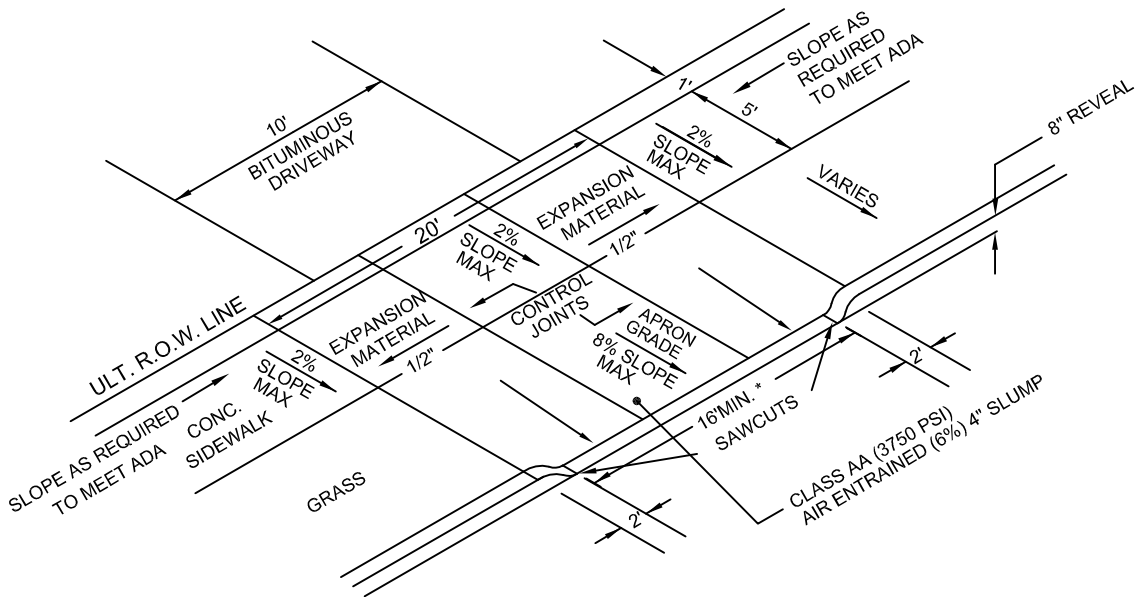 10'
BITUMINOUS
DRIVEWAY
1'
SLOPE AS
REQUIRED
TO MEET ADA
5'
8" REVEAL
2%
SLOPE
MAX
VARIES
EXPANSION
MATERIAL
1/2"
20'
2%
SLOPE
MAX
CONTROL
JOINTS
APRON
GRADE
8% SLOPE
MAX
ULT. R.O.W. LINE
EXPANSION
MATERIAL
1/2"
2%
SLOPE
MAX
SLOPE AS REQUIRED
TO MEET ADA
CONC.
SIDEWALK
GRASS
16'MIN. *
SAWCUTS
2'
2'
CLASS AA (3750 PSI)
AIR ENTRAINED (6%) 4" SLUMP